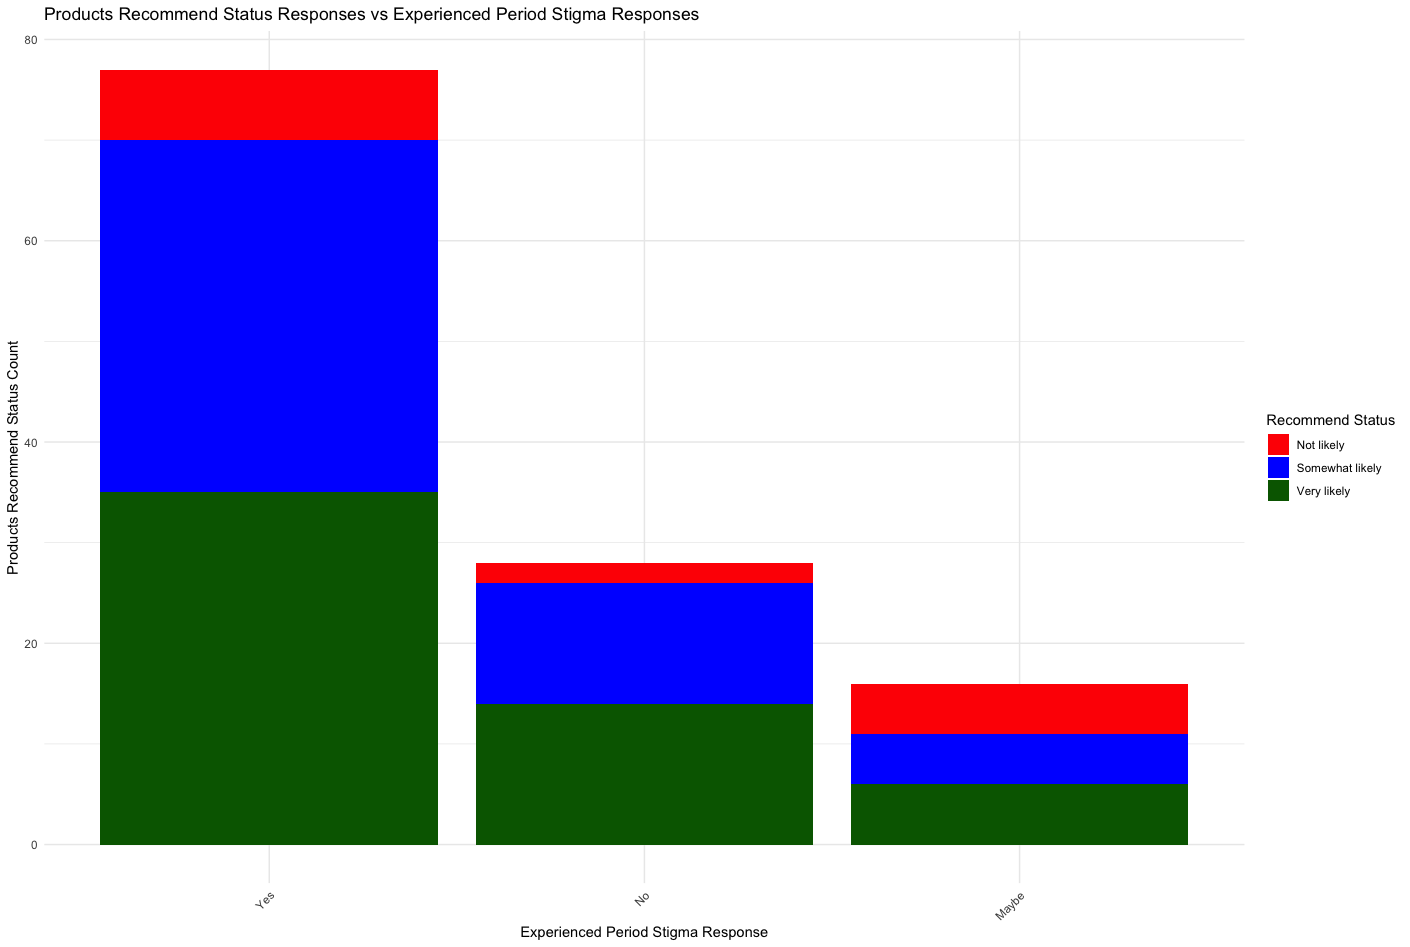 Products Recommend Status Responses vs Experienced Period Stigma Responses
80
60
40
20
0
Products Recommend Status Count
Yes
No
Maybe
Experienced Period Stigma Response
Recommend Status
Not likely
Somewhat likely
Very likely